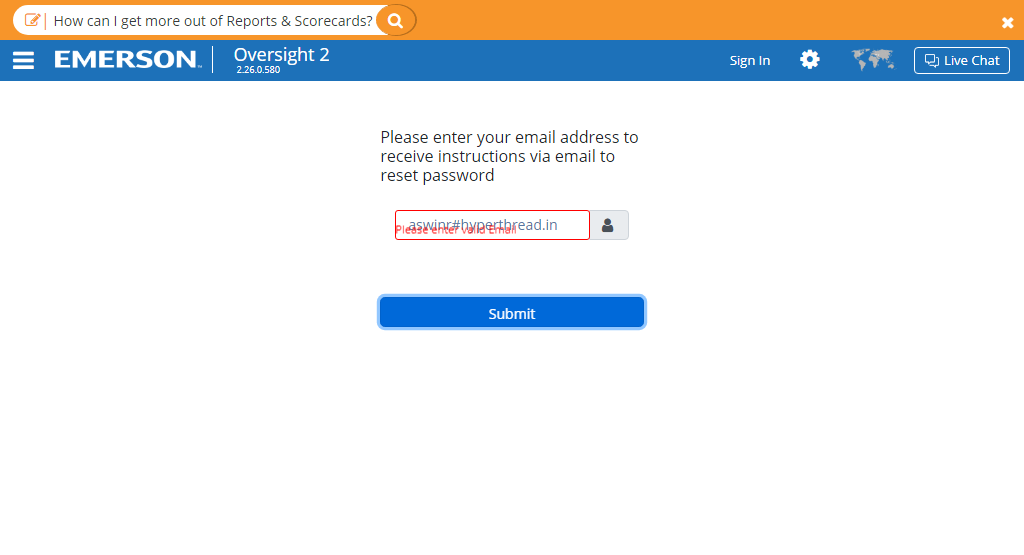 How can I get more out of Reports & Scorecards?
EMERSON™
Oversight 2
2.26.0.580
Sign In
Live Chat
Please enter your email address to
receive instructions via email to
reset password
aswinr#hyperthread.in
Please enter valid Email
Submit